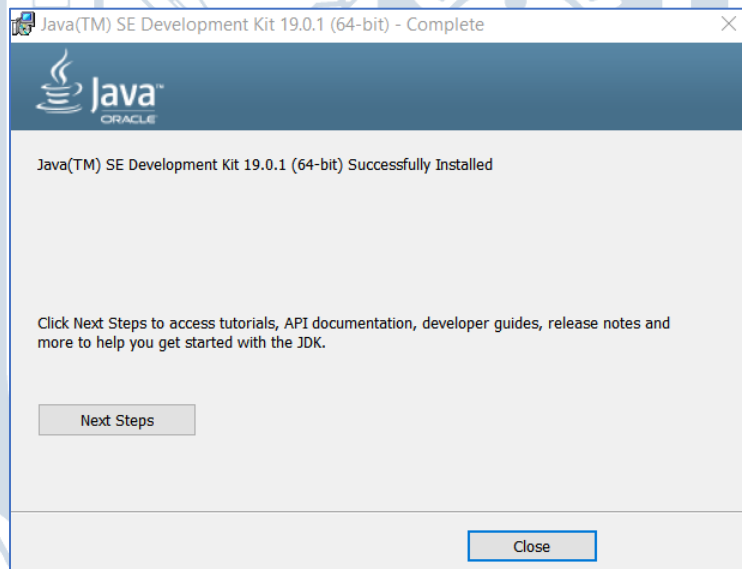 Java(TM) SE Development Kit 19.0.1 (64-bit) - Complete
Java™
ORACLE
Java(TM) SE Development Kit 19.0.1 (64-bit) Successfully Installed
Click Next Steps to access tutorials, API documentation, developer guides, release notes and
more to help you get started with the JDK.
Next Steps
Close